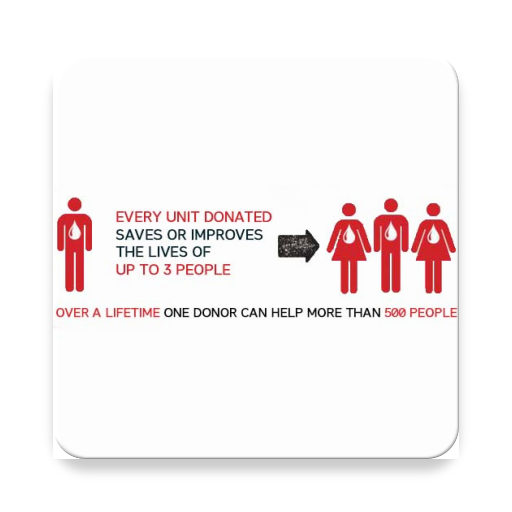 EVERY UNIT DONATED
SAVES OR IMPROVES
THE LIVES OF
UP TO 3 PEOPLE
OVER A LIFETIME ONE DONOR CAN HELP MORE THAN 500 PEOPLE